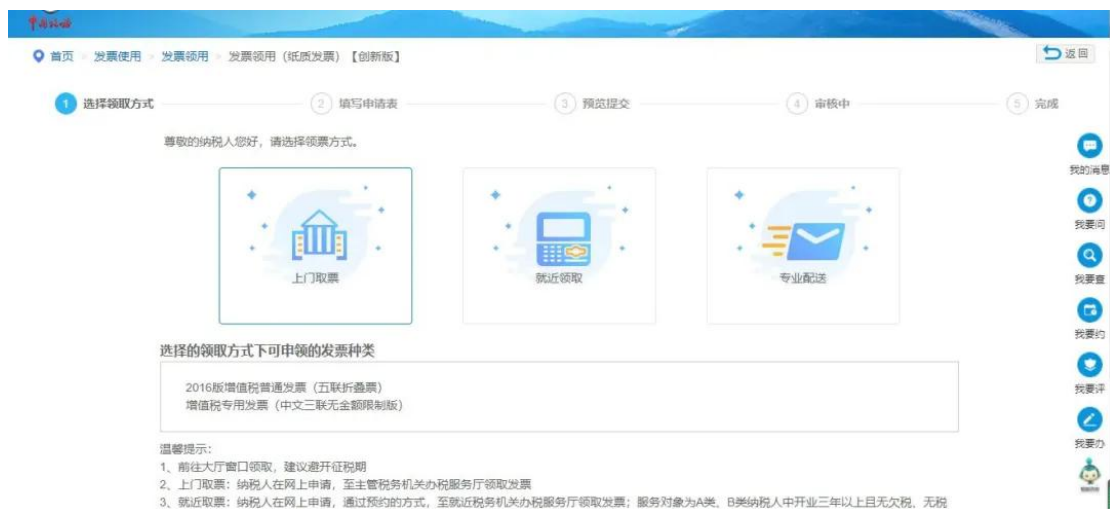 首页 > 发票使用 > 发票领用 > 发票领用（纸质发票）【创新版】
返回
1 选择领取方式
2 填写申请表
3 预览提交
4 审核中
5 完成
尊敬的纳税人您好，请选择领票方式。
上门取票
就近领取
专业配送
选择的领取方式下可申领的发票种类
2016版增值税普通发票（五联折叠票）
增值税专用发票（中文三联无金额限制版）
温馨提示：
1、前往大厅窗口领取，建议避开征税期
2、上门取票：纳税人在网上申请，至主管税务机关办税服务厅领取发票
3、就近取票：纳税人在网上申请，通过预约的方式，至就近税务机关办税服务厅领取发票；服务对象为A类、B类纳税人中开业三年以上且无欠税，无税
我的消息
我要问
我要查
我要约
我要评
我要办